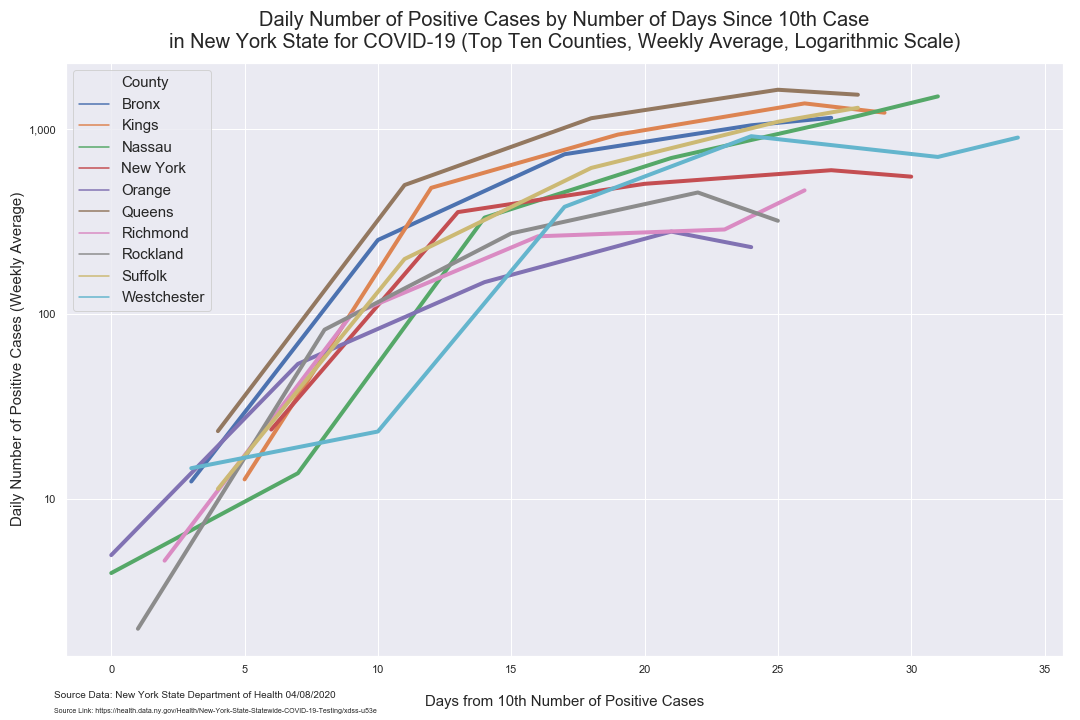 Daily Number of Positive Cases by Number of Days Since 10th Case
in New York State for COVID-19 (Top Ten Counties, Weekly Average, Logarithmic Scale)
County
Bronx
Kings
Nassau
New York
Orange
Queens
Richmond
Rockland
Suffolk
Westchester
Daily Number of Positive Cases (Weekly Average)
1,000
100
10
0 5 10 15 20 25 30 35
Days from 10th Number of Positive Cases
Source Data: New York State Department of Health 04/08/2020
Source Link: https://health.data.ny.gov/Health/New-York-State-Statewide-COVID-19-Testing/xdss-u53e